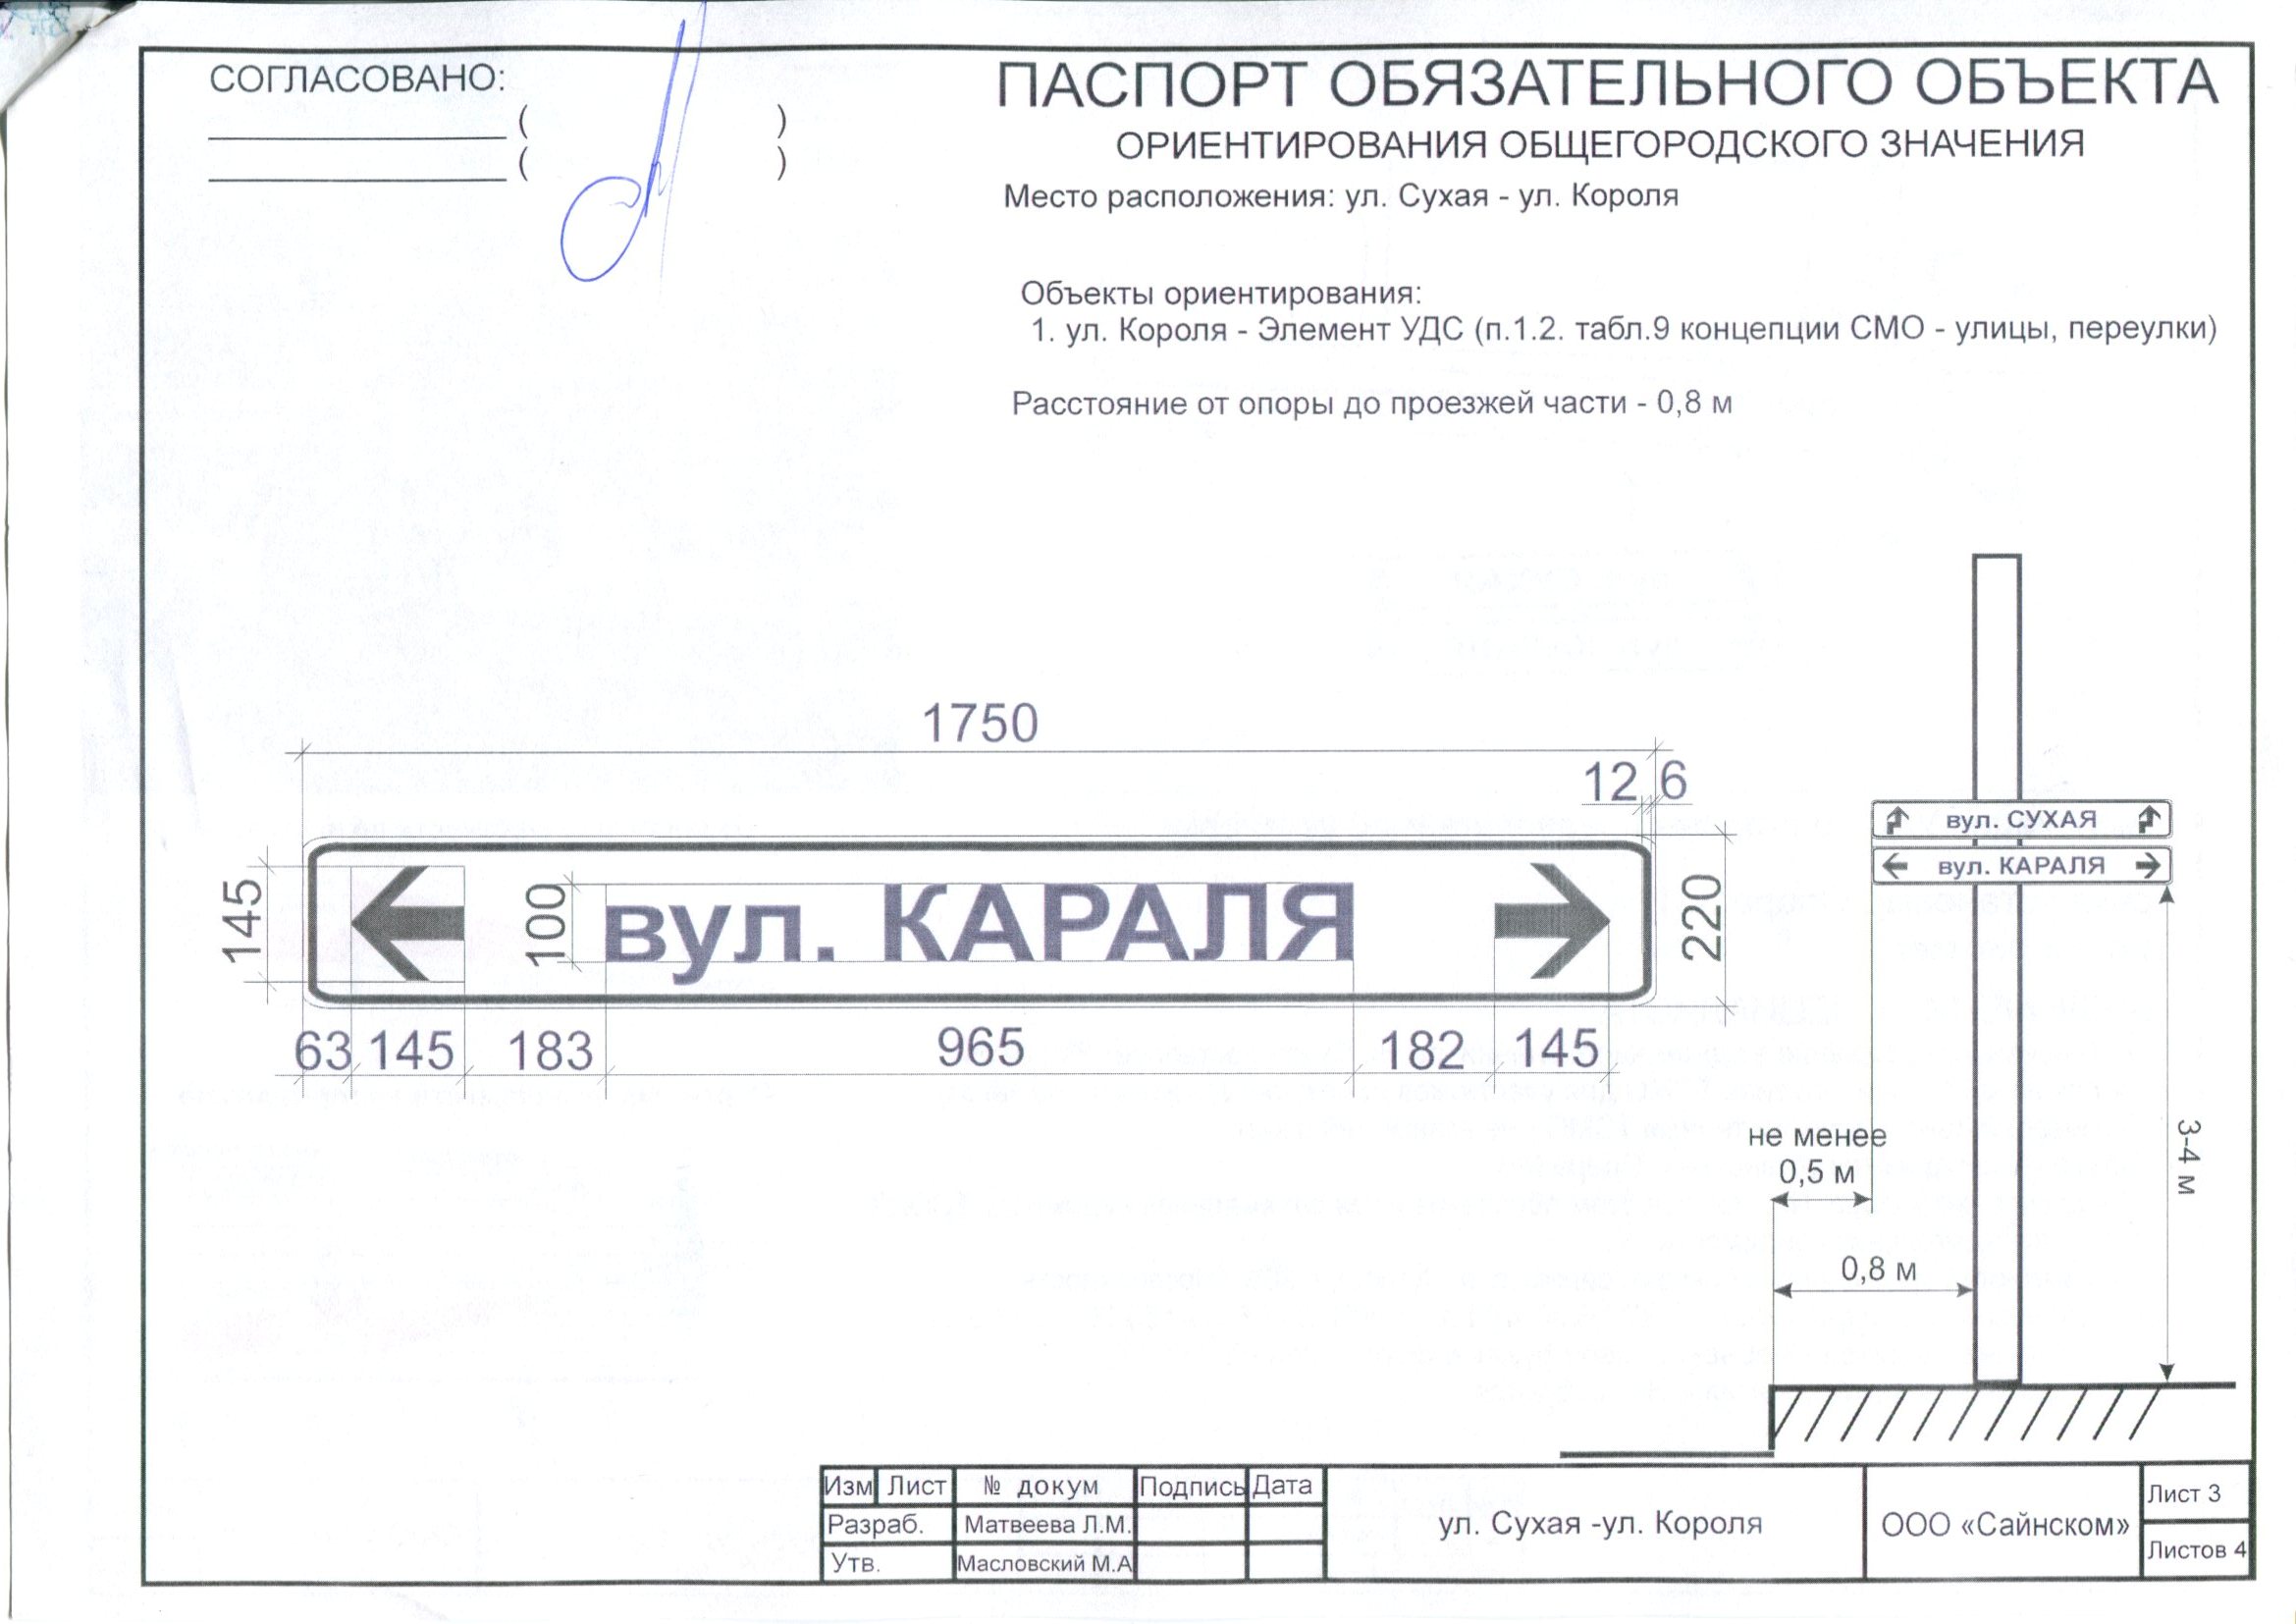 СОГЛАСОВАНО:
( )
( )
ПАСПОРТ ОБЯЗАТЕЛЬНОГО ОБЪЕКТА
ОРИЕНТИРОВАНИЯ ОБЩЕГОРОДСКОГО ЗНАЧЕНИЯ
Место расположения: ул. Сухая - ул. Короля
Объекты ориентирования:
1. ул. Короля - Элемент УДС (п.1.2. табл.9 концепции СМО - улицы, переулки)
Расстояние от опоры до проезжей части - 0,8 м
1750
12 6
145
100
вул. КАРАЛЯ
220
63 145 183 965 182 145
вул. СУХАЯ
вул. КАРАЛЯ
не менее
0,5 м
0,8 м
3-4 м
Изм Лист № докум Подпись Дата
Разраб. Матвеева Л.М.
Утв. Масловский М.А
ул. Сухая -ул. Короля
ООО «Сайнском»
Лист 3
Листов 4